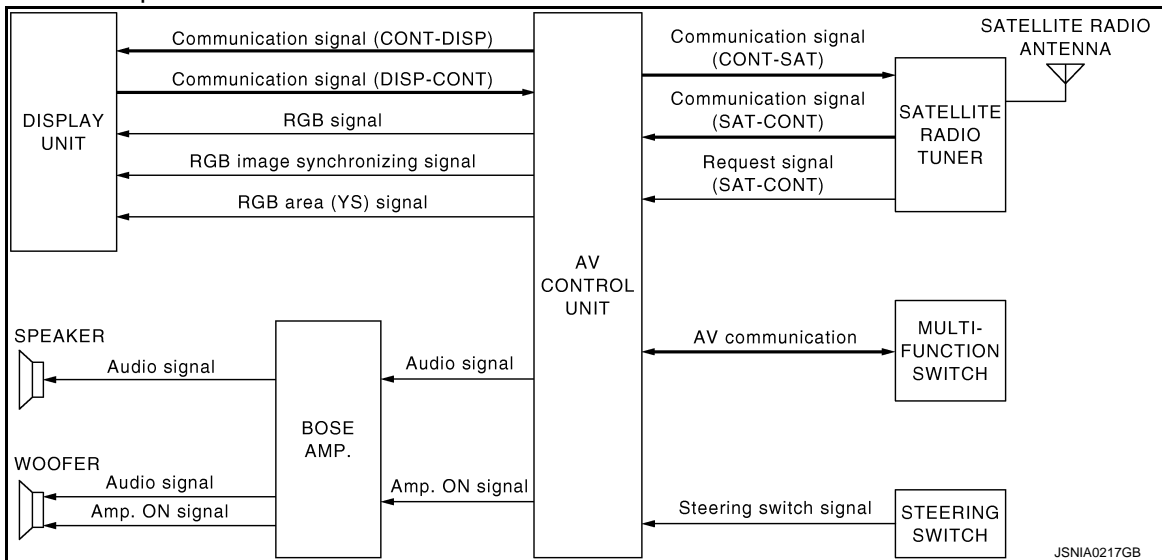 Communication signal (CONT-DISP)
Communication signal (DISP-CONT)
RGB signal
RGB image synchronizing signal
RGB area (YS) signal
DISPLAY
UNIT
AV
CONTROL
UNIT
Communication signal
(CONT-SAT)
Communication signal
(SAT-CONT)
Request signal
(SAT-CONT)
SATELLITE RADIO
ANTENNA
SATELLITE
RADIO
TUNER
SPEAKER
Audio signal
WOOFER
Audio signal
Amp. ON signal
BOSE
AMP.
Audio signal
Amp. ON signal
AV communication
MULTI-
FUNCTION
SWITCH
Steering switch signal
STEERING
SWITCH
JSNIA0217GB